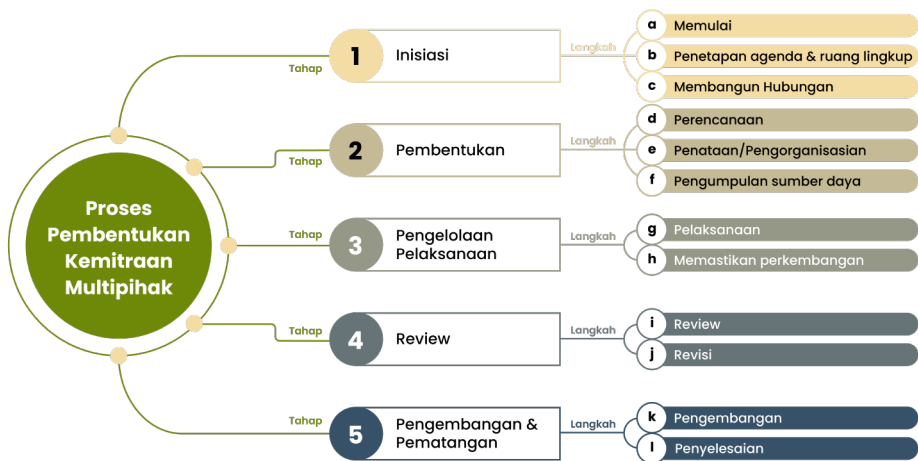 Proses
Pembentukan
Kemitraan
Multipihak
Tahap
1
Inisiasi
Langkah
a
Memulai
b
Penetapan agenda & ruang lingkup
c
Membangun Hubungan
Tahap
2
Pembentukan
Langkah
d
Perencanaan
e
Penataan/Pengorganisasian
f
Pengumpulan sumber daya
Tahap
3
Pengelolaan
Pelaksanaan
Langkah
g
Pelaksanaan
h
Memastikan perkembangan
Tahap
4
Review
Langkah
i
Review
j
Revisi
Tahap
5
Pengembangan &
Pematangan
Langkah
k
Pengembangan
l
Penyelesaian